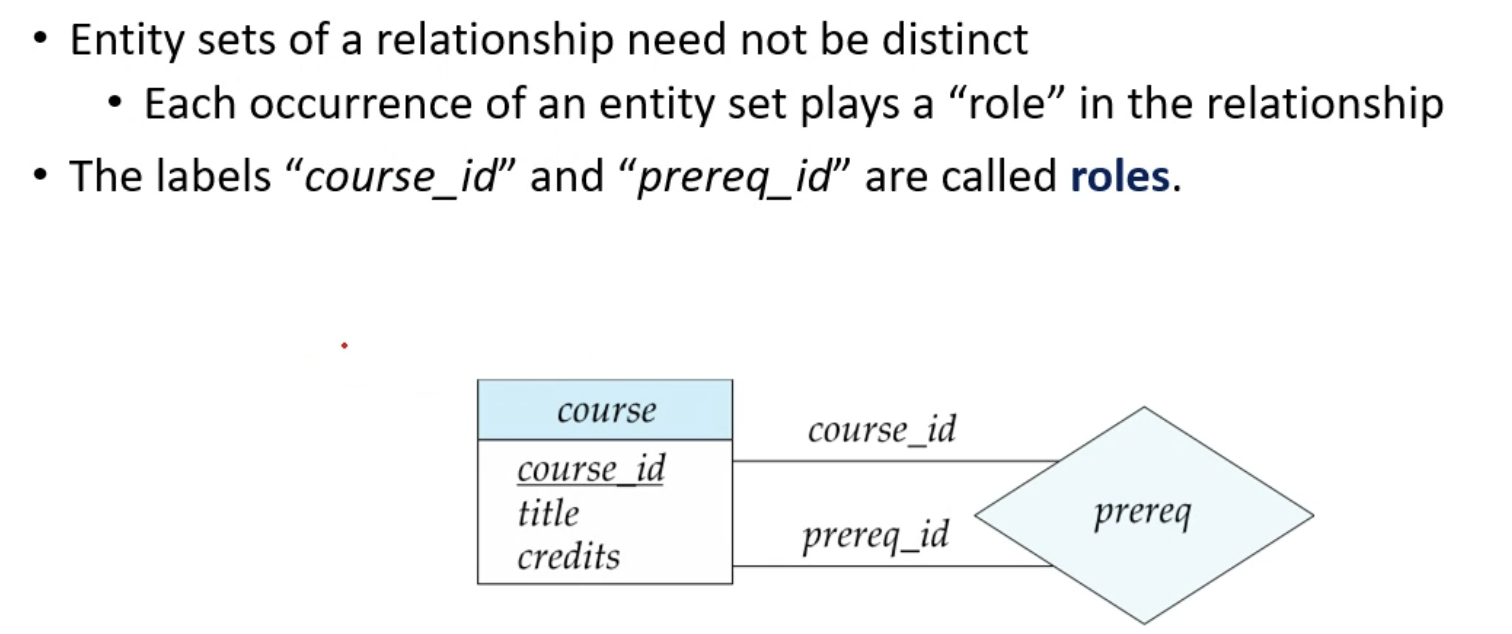 • Entity sets of a relationship need not be distinct
• Each occurrence of an entity set plays a “role” in the relationship
• The labels “course_id” and “prereq_id” are called roles.
course
course_id
title
credits
course_id
prereq_id
prereq